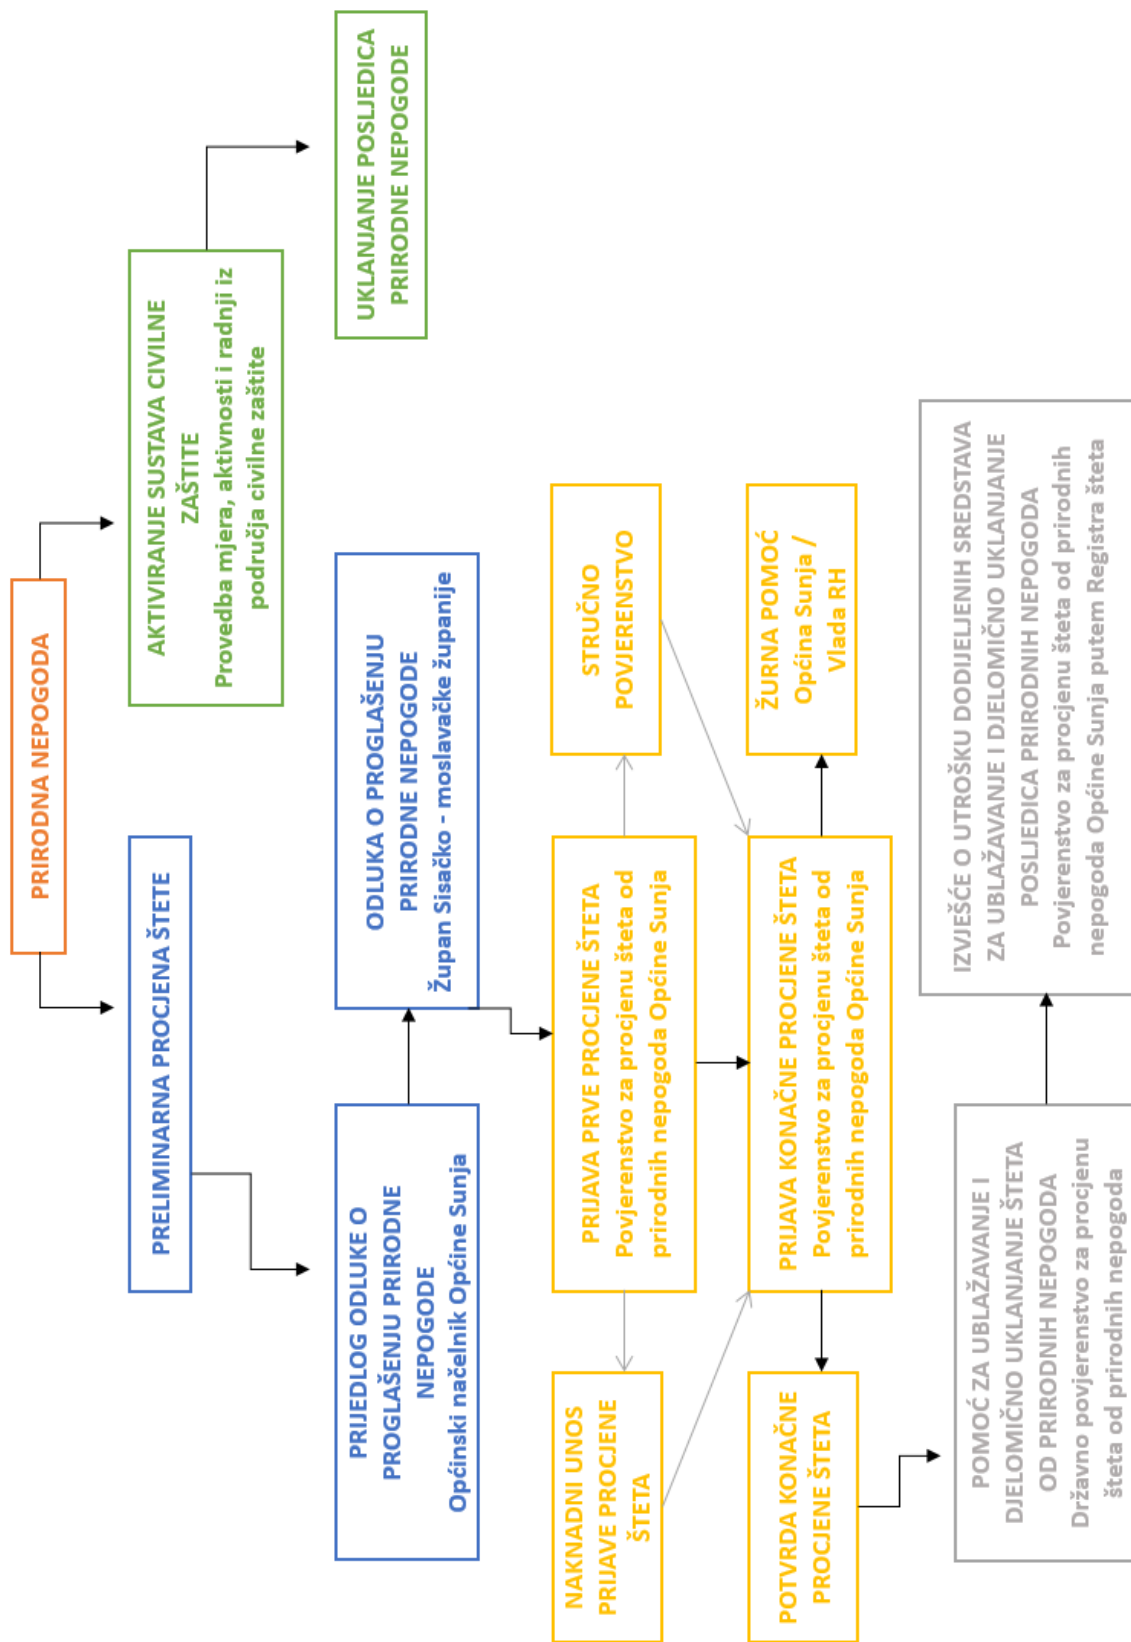 PRIRODNA NEPOGODA
PRELIMINARNA PROCJENA ŠTETE
AKTIVIRANJE SUSTAVA CIVILNE
ZAŠTITE
Provedba mjera, aktivnosti i radnji iz
područja civilne zaštite
PRIJEDLOG ODLUKE O
PROGLAŠENJU PRIRODNE
NEPOGODE
Općinski načelnik Općine Sunja
ODLUKA O PROGLAŠENJU
PRIRODNE NEPOGODE
Župan Sisačko - moslavačke županije
UKLANJANJE POSLJEDICA
PRIRODNE NEPOGODE
NAKNADNI UNOS
PRIJAVE PROCJENE
ŠTETA
PRIJAVA PRVE PROCJENE ŠTETA
Povjerenstvo za procjenu šteta od
prirodnih nepogoda Općine Sunja
STRUČNO
POVJERENSTVO
POTVRDA KONAČNE
PROCJENE ŠTETA
PRIJAVA KONAČNE PROCJENE ŠTETA
Povjerenstvo za procjenu šteta od
prirodnih nepogoda Općine Sunja
ŽURNA POMOĆ
Općina Sunja /
Vlada RH
POMOĆ ZA UBLAŽAVANJE I
DJELOMIČNO UKLANJANJE ŠTETA
OD PRIRODNIH NEPOGODA
Državno povjerenstvo za procjenu
šteta od prirodnih nepogoda
IZVJEŠĆE O UTROŠKU DODIJELJENIH SREDSTAVA
ZA UBLAŽAVANJE I DJELOMIČNO UKLANJANJE
POSLJEDICA PRIRODNIH NEPOGODA
Povjerenstvo za procjenu šteta od prirodnih
nepogoda Općine Sunja putem Registra šteta